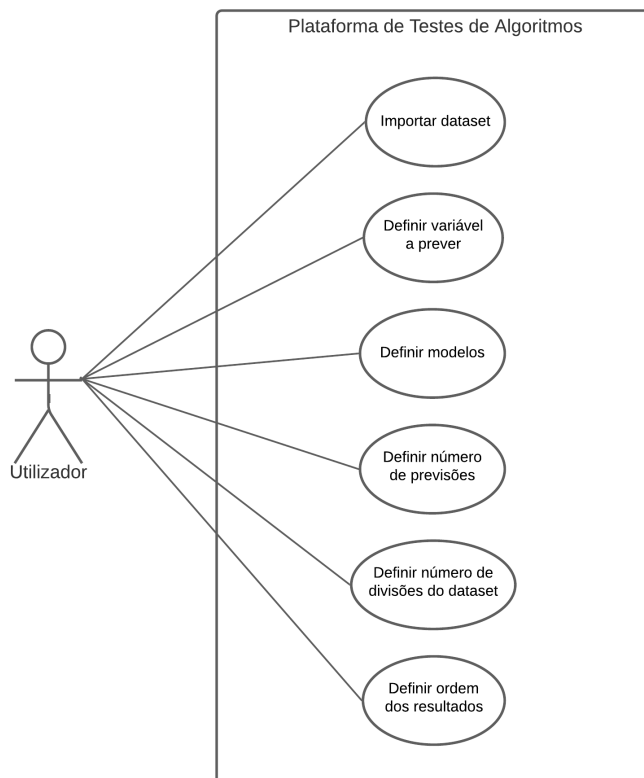 Plataforma de Testes de Algoritmos
Importar dataset
Definir variável
a prever
Definir modelos
Utilizador
Definir número
de previsões
Definir número de
divisões do dataset
Definir ordem
dos resultados